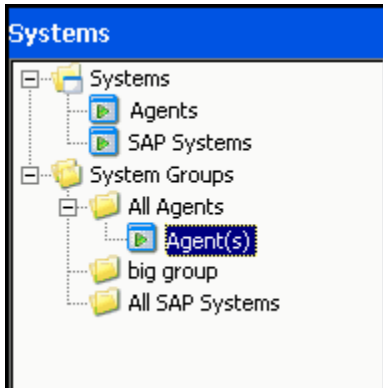 Systems
Systems
Agents
SAP Systems
System Groups
All Agents
Agent(s)
big group
All SAP Systems